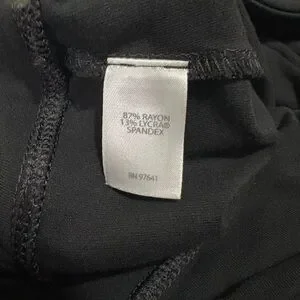 87% RAYON
13% LYCRA®
SPANDEX
RN 97641